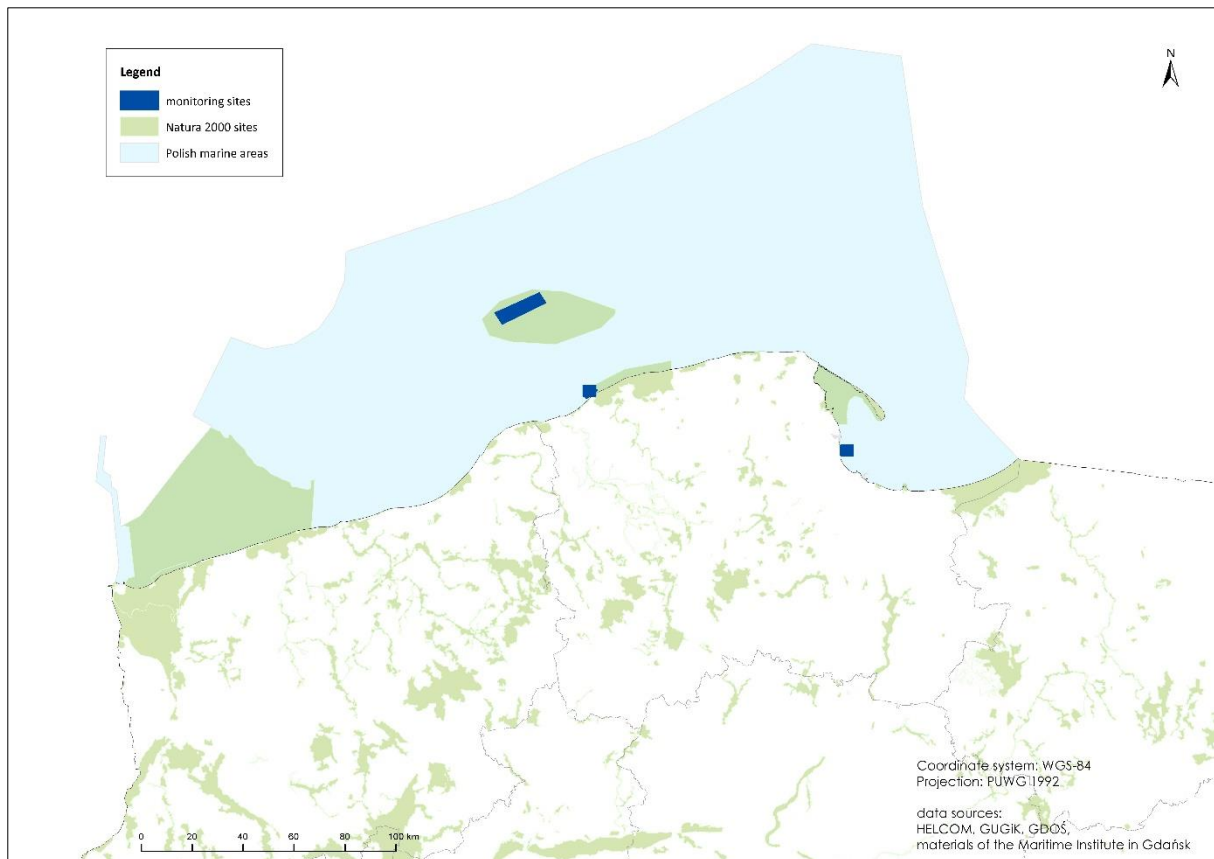 Legend
monitoring sites
Natura 2000 sites
Polish marine areas
N
Coordinate system: WGS-84
Projection: PUWG 1992
data sources:
HELCOM, GUGiK, GDOŚ,
materials of the Maritime Institute in Gdańsk
0 20 40 60 80 100 km